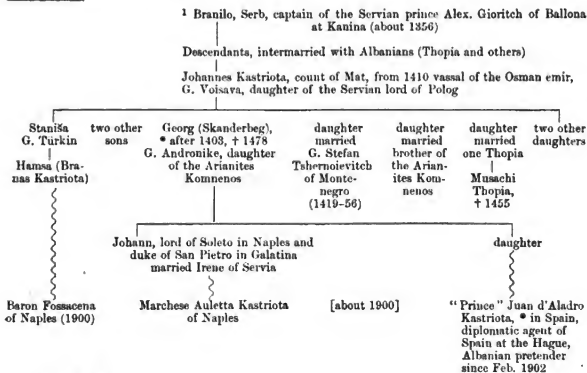 ¹ Branilo, Serb, captain of the Servian prince Alex. Gioritch of Ballona
at Kanina (about 1356)
Descendants, intermarried with Albanians (Thopia and others)
Johannes Kastriota, count of Mat, from 1410 vassal of the Osman emir,
G. Voisava, daughter of the Servian lord of Polog
Staniša
G. Turkin
Hamsa (Bra-
nas Kastriota)
two other
sons
Georg (Skanderbeg),
* after 1403, † 1478
G. Andronike, daughter
of the Arianites
Komnenos
daughter
married
G. Stefan
Tshernoievitch
of Monte-
negro
(1419-56)
daughter
married
brother of
the Arian-
ites Kom-
nenos
daughter
married
one Thopia
Musachi
Thopia,
† 1455
two other
daughters
Johann, lord of Soleto in Naples and
duke of San Pietro in Galatina
married Irene of Servia
daughter
Baron Fossacena
of Naples (1900)
Marchese Auletta Kastriota
of Naples
[about 1900]
"Prince" Juan d'Aladro
Kastriota, * in Spain,
diplomatic agent of
Spain at the Hague,
Albanian pretender
since Feb. 1902